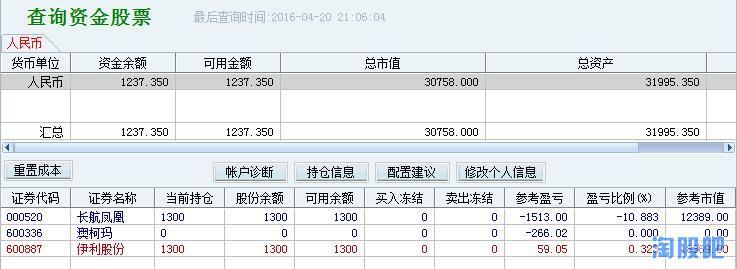 查询资金股票 最后查询时间:2016-04-20 21:06:04
人民币
货币单位 资金余额 可用金额 总市值 总资产
人民币 1237.350 1237.350 30758.000 31995.350
汇总 1237.350 1237.350 30758.000 31995.350
重置成本 帐户诊断 持仓信息 配置建议 修改个人信息
证券代码 证券名称 当前持仓 股份余额 可用余额 买入冻结 卖出冻结 参考盈亏 盈亏比例(%) 参考市值
000520 长航凤凰 1300 1300 1300 0 0 -1513.00 -10.883 12389.00
600336 澳柯玛 0 0 0 0 0 -266.02 0.000 0.00
600887 伊利股份 1300 1300 1300 0 0 59.05 0.323
淘股吧